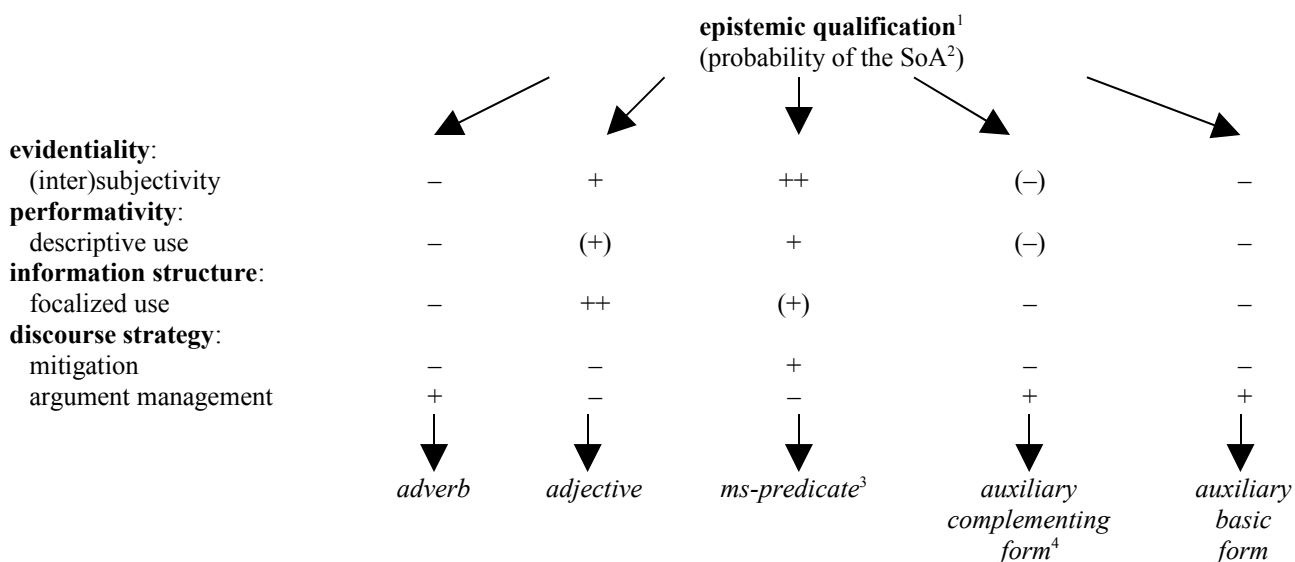 epistemic qualification¹
(probability of the SoA²)
evidentiality:
(inter)subjectivity – + ++ (–) –
performativity:
descriptive use – (+) + (–) –
information structure:
focalized use – ++ (+) – –
discourse strategy:
mitigation – – + – –
argument management + – – + +
adverb adjective ms-predicate³ auxiliary auxiliary
complementing basic
form⁴ form